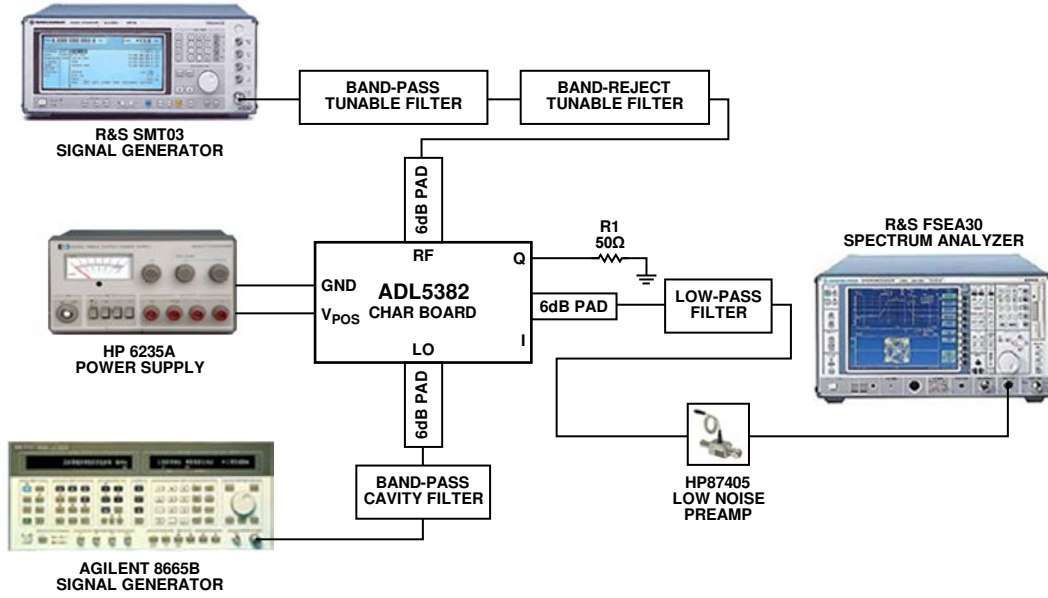 BAND-PASS
TUNABLE FILTER
BAND-REJECT
TUNABLE FILTER
R&S SMT03
SIGNAL GENERATOR
6dB PAD
R1
50Ω
R&S FSEA30
SPECTRUM ANALYZER
RF
Q
GND
ADL5382
CHAR BOARD
VPOS
6dB PAD
LOW-PASS
FILTER
I
LO
HP 6235A
POWER SUPPLY
6dB PAD
BAND-PASS
CAVITY FILTER
HP87405
LOW NOISE
PREAMP
AGILENT 8665B
SIGNAL GENERATOR